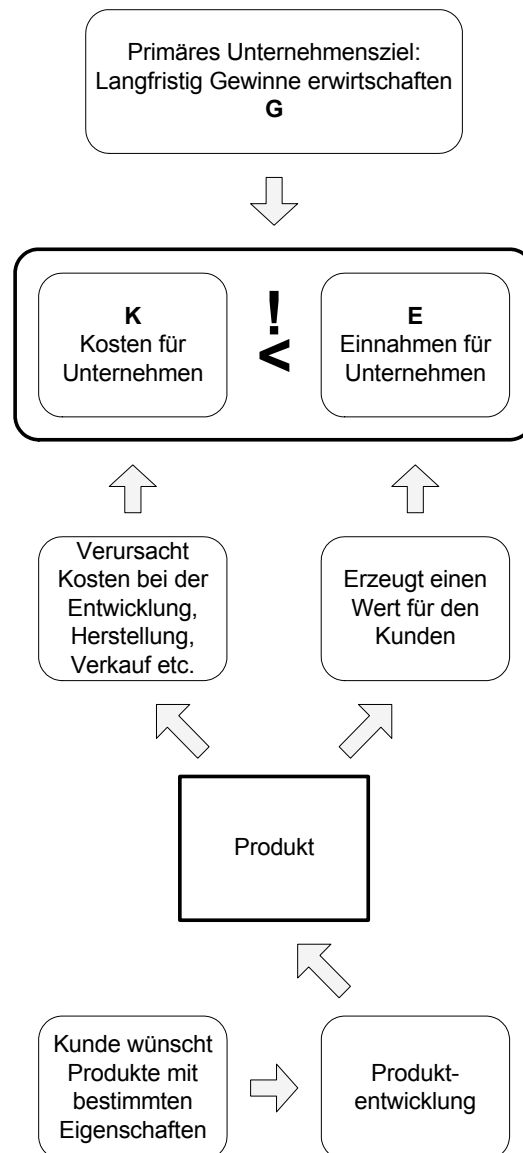 Primäres Unternehmensziel:
Langfristig Gewinne erwirtschaften
G
K
Kosten für
Unternehmen
!
<
E
Einnahmen für
Unternehmen
Verursacht
Kosten bei der
Entwicklung,
Herstellung,
Verkauf etc.
Erzeugt einen
Wert für den
Kunden
Produkt
Kunde wünscht
Produkte mit
bestimmten
Eigenschaften
Produkt-
entwicklung